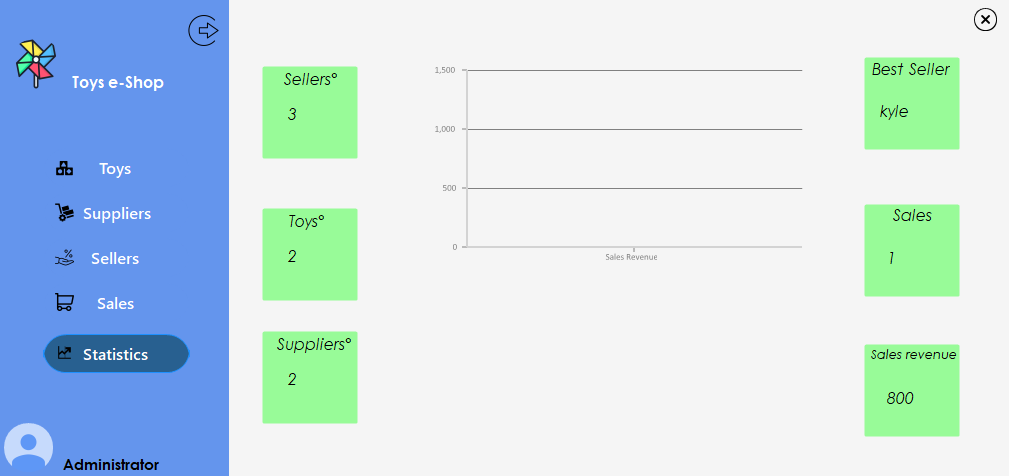 Toys e-Shop
Toys
Suppliers
Sellers
Sales
Statistics
Administrator
Sellers°
3
Toys°
2
Suppliers°
2
1,500
1,000
500
0
Sales Revenue
Best Seller
kyle
Sales
1
Sales revenue
800